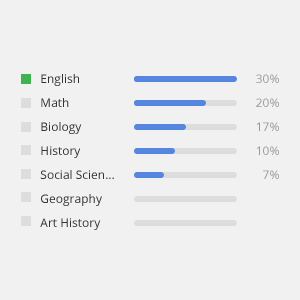 English 30%
Math 20%
Biology 17%
History 10%
Social Scien... 7%
Geography
Art History